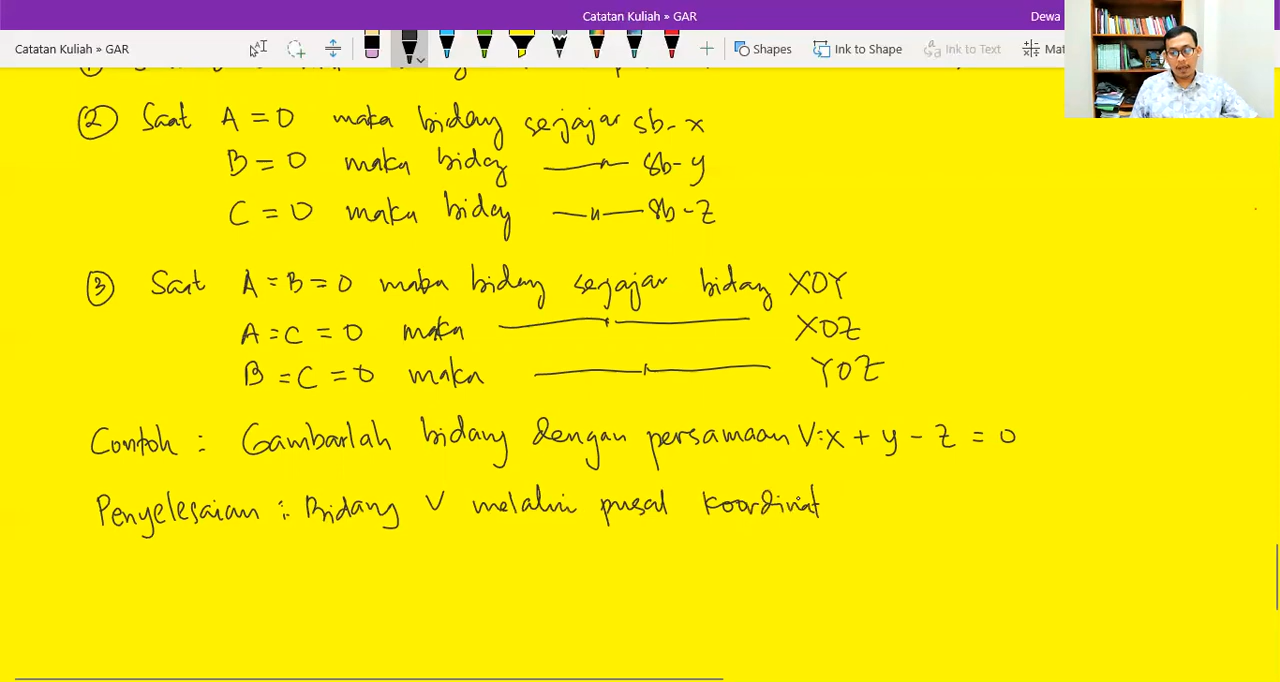 Catatan Kuliah » GAR
Dewa
Catatan Kuliah » GAR
Shapes
Ink to Shape
Ink to Text
Mat
② Saat A = 0 maka bidang sejajar sb-x
B = 0 maka bidang —"— sb-y
C = 0 maka bidang —"— sb-z
③ Saat A = B = 0 maka bidang sejajar bidang XOY
A = C = 0 maka —"— XOZ
B = C = 0 maka —"— YOZ
Contoh : Gambarlah bidang dengan persamaan V: x + y - z = 0
Penyelesaian : Bidang V melalui pusat koordinat